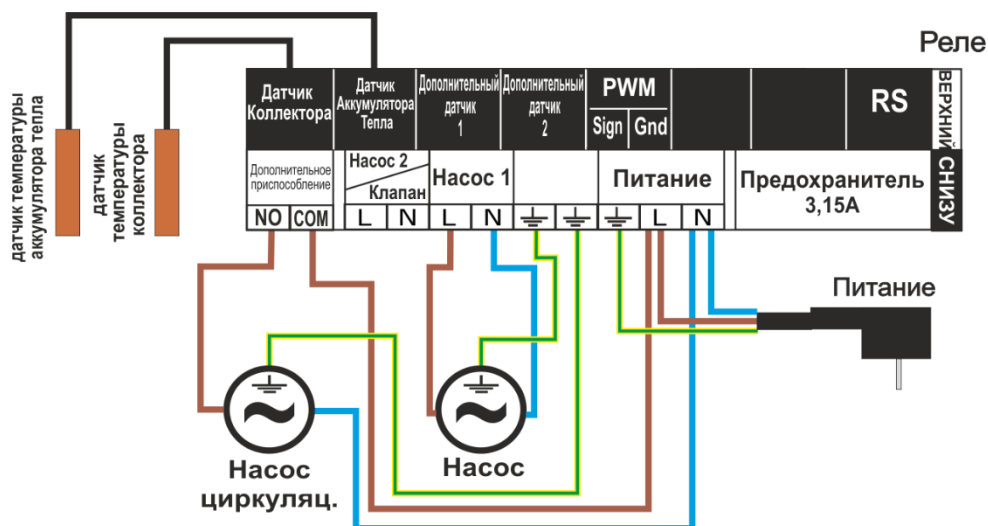 Реле
датчик температуры
аккумулятора тепла
датчик
температуры
коллектора
Датчик
Коллектора
Датчик
Аккумулятора
Тепла
Дополнительный
датчик
1
Дополнительный
датчик
2
PWM
Sign Gnd
RS
ВЕРХНИЙ
Дополнительное
приспособление
NO COM
Насос 2
Клапан
L N
Насос 1
L N
Питание
L N
Предохранитель
3,15А
СНИЗУ
Питание
Насос
циркуляц.
Насос